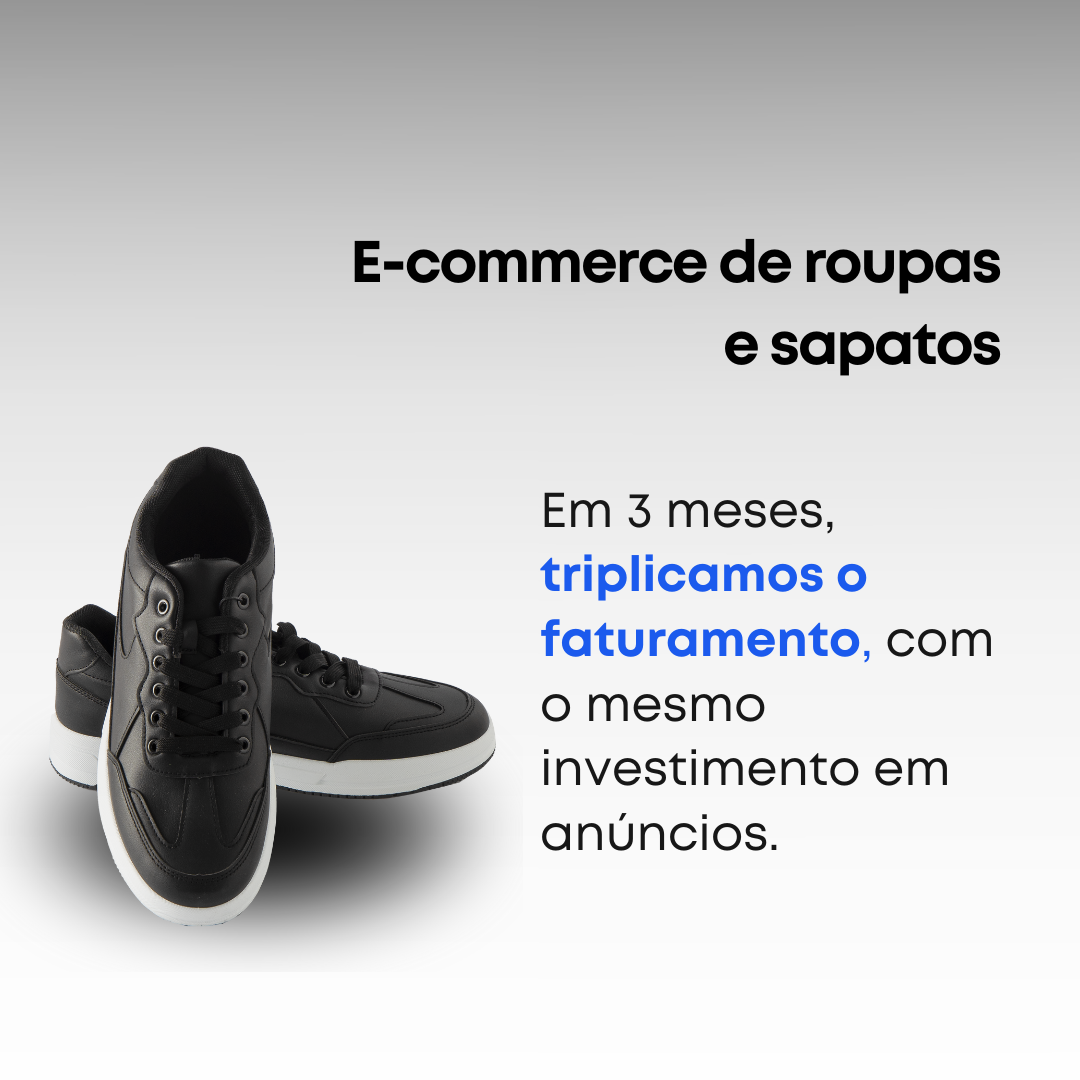 E-commerce de roupas
e sapatos
Em 3 meses,
triplicamos o
faturamento, com
o mesmo
investimento em
anúncios.